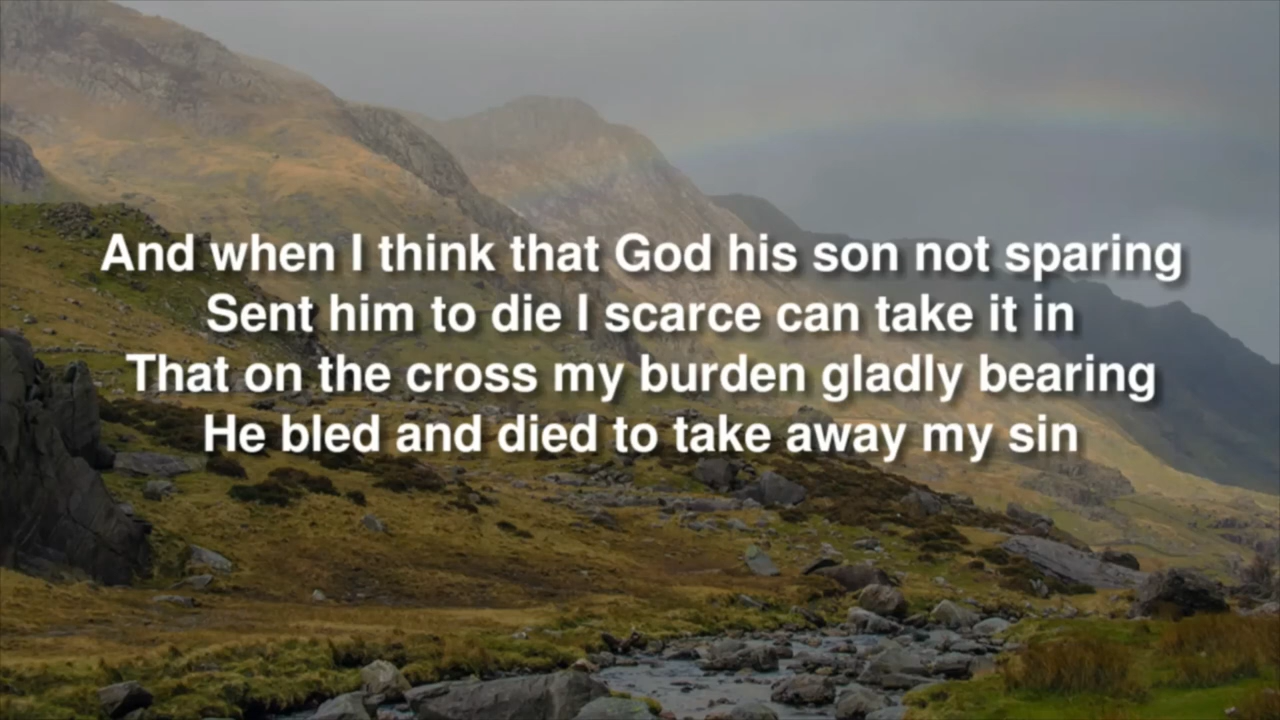 And when I think that God his son not sparing
Sent him to die I scarce can take it in
That on the cross my burden gladly bearing
He bled and died to take away my sin